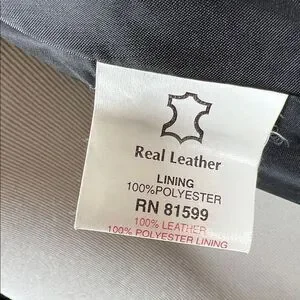 Real Leather
LINING
100%POLYESTER
RN 81599
100% LEATHER
100% POLYESTER LINING